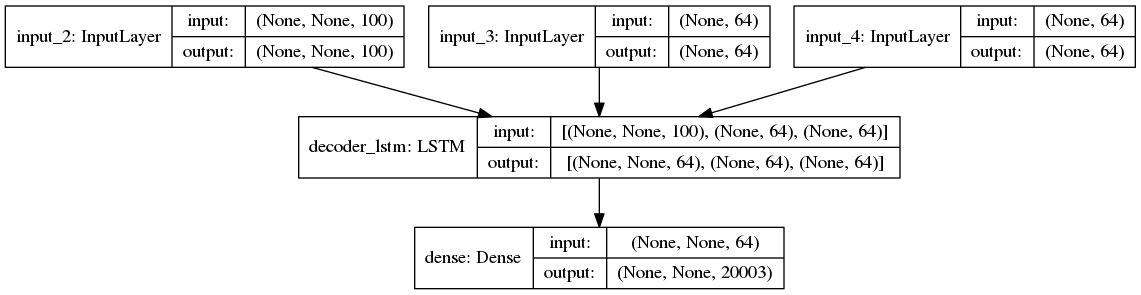 input_2: InputLayer input: (None, None, 100)
output: (None, None, 100)
input_3: InputLayer input: (None, 64)
output: (None, 64)
input_4: InputLayer input: (None, 64)
output: (None, 64)
decoder_lstm: LSTM input: [(None, None, 100), (None, 64), (None, 64)]
output: [(None, None, 64), (None, 64), (None, 64)]
dense: Dense input: (None, None, 64)
output: (None, None, 20003)